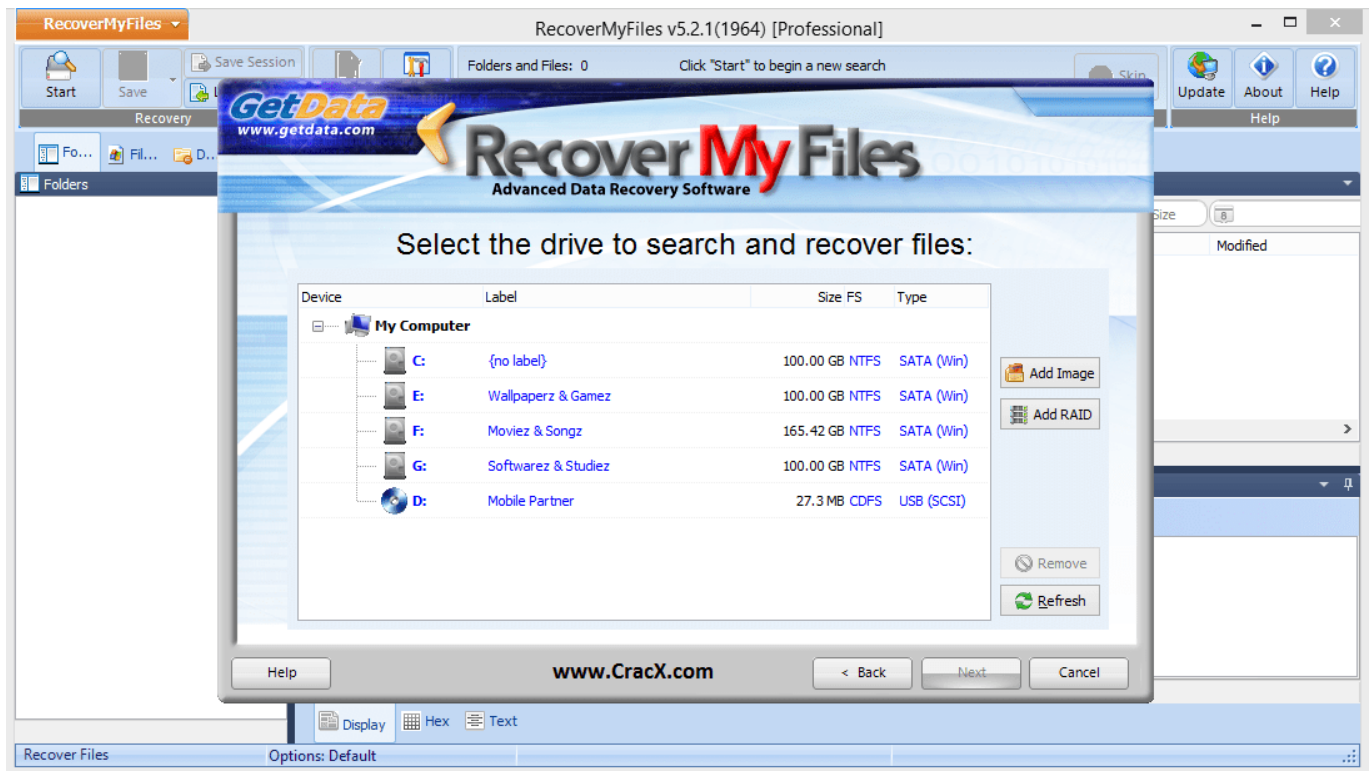 RecoverMyFiles
RecoverMyFiles v5.2.1(1964) [Professional]
Start
Save
Save Session
Recovery
Folders and Files: 0
Click "Start" to begin a new search
Skip
Update
About
Help
Help
Fo...
Fil...
D...
Folders
GetData
www.getdata.com
Recover My Files
Advanced Data Recovery Software
Size
8
Modified
Select the drive to search and recover files:
Device Label Size FS Type
My Computer
C: {no label} 100.00 GB NTFS SATA (Win)
E: Wallpaperz & Gamez 100.00 GB NTFS SATA (Win)
F: Moviez & Songz 165.42 GB NTFS SATA (Win)
G: Softwarez & Studiez 100.00 GB NTFS SATA (Win)
D: Mobile Partner 27.3 MB CDFS USB (SCSI)
Add Image
Add RAID
Remove
Refresh
Help
www.CracX.com
< Back
Next
Cancel
Display
Hex
Text
Recover Files
Options: Default